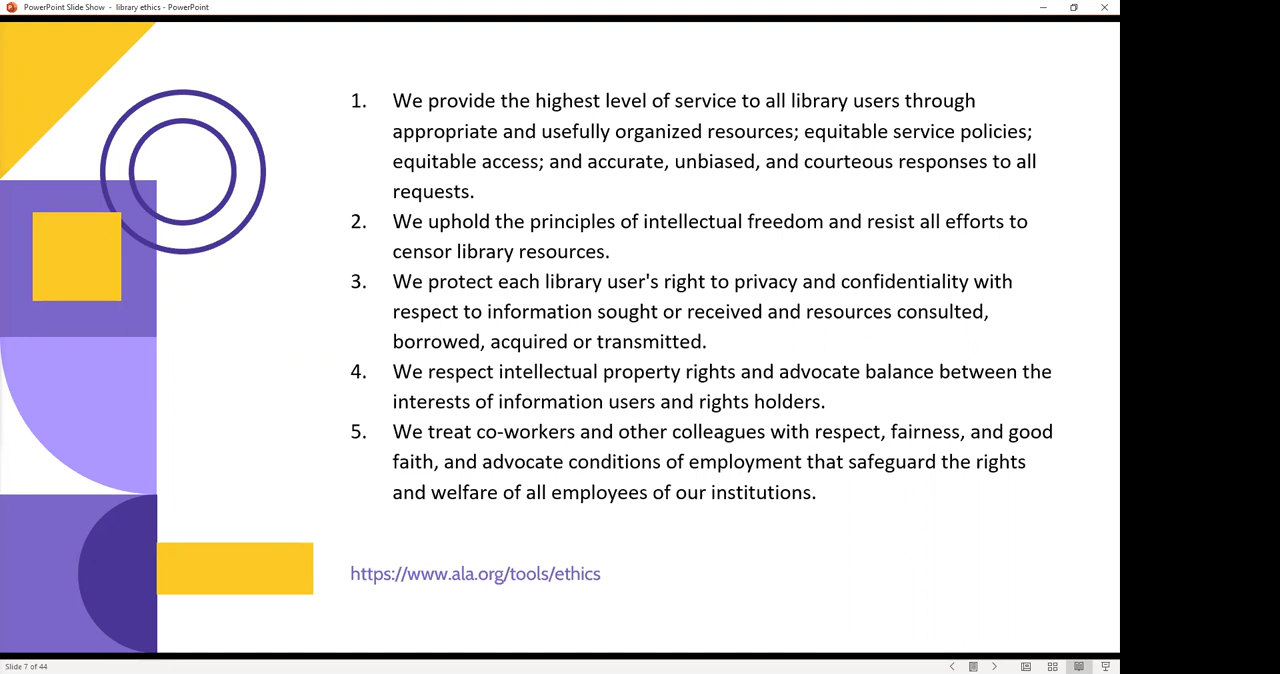 PowerPoint Slide Show - library ethics - PowerPoint
1. We provide the highest level of service to all library users through
appropriate and usefully organized resources; equitable service policies;
equitable access; and accurate, unbiased, and courteous responses to all
requests.
2. We uphold the principles of intellectual freedom and resist all efforts to
censor library resources.
3. We protect each library user's right to privacy and confidentiality with
respect to information sought or received and resources consulted,
borrowed, acquired or transmitted.
4. We respect intellectual property rights and advocate balance between the
interests of information users and rights holders.
5. We treat co-workers and other colleagues with respect, fairness, and good
faith, and advocate conditions of employment that safeguard the rights
and welfare of all employees of our institutions.
https://www.ala.org/tools/ethics
Slide 7 of 44